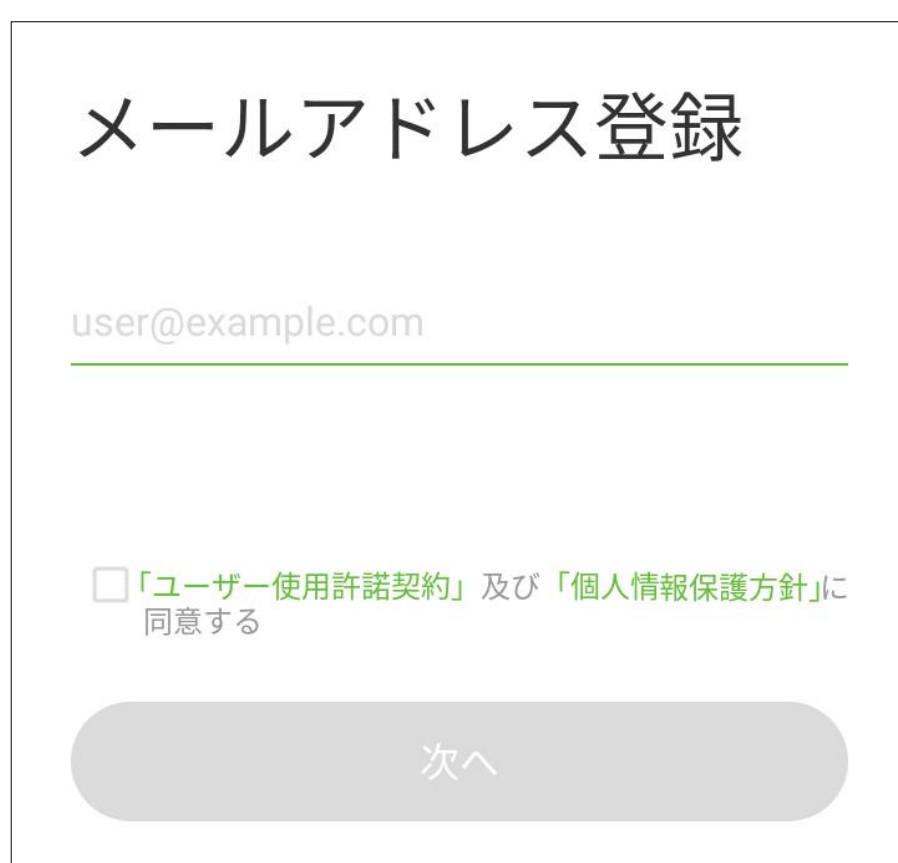 メールアドレス登録
user@example.com
「ユーザー使用許諾契約」及び「個人情報保護方針」に
同意する
次へ